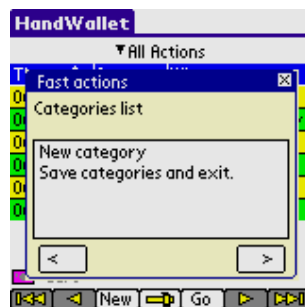 HandWallet
All Actions
Fast actions
Categories list
New category
Save categories and exit.
< >
New Go